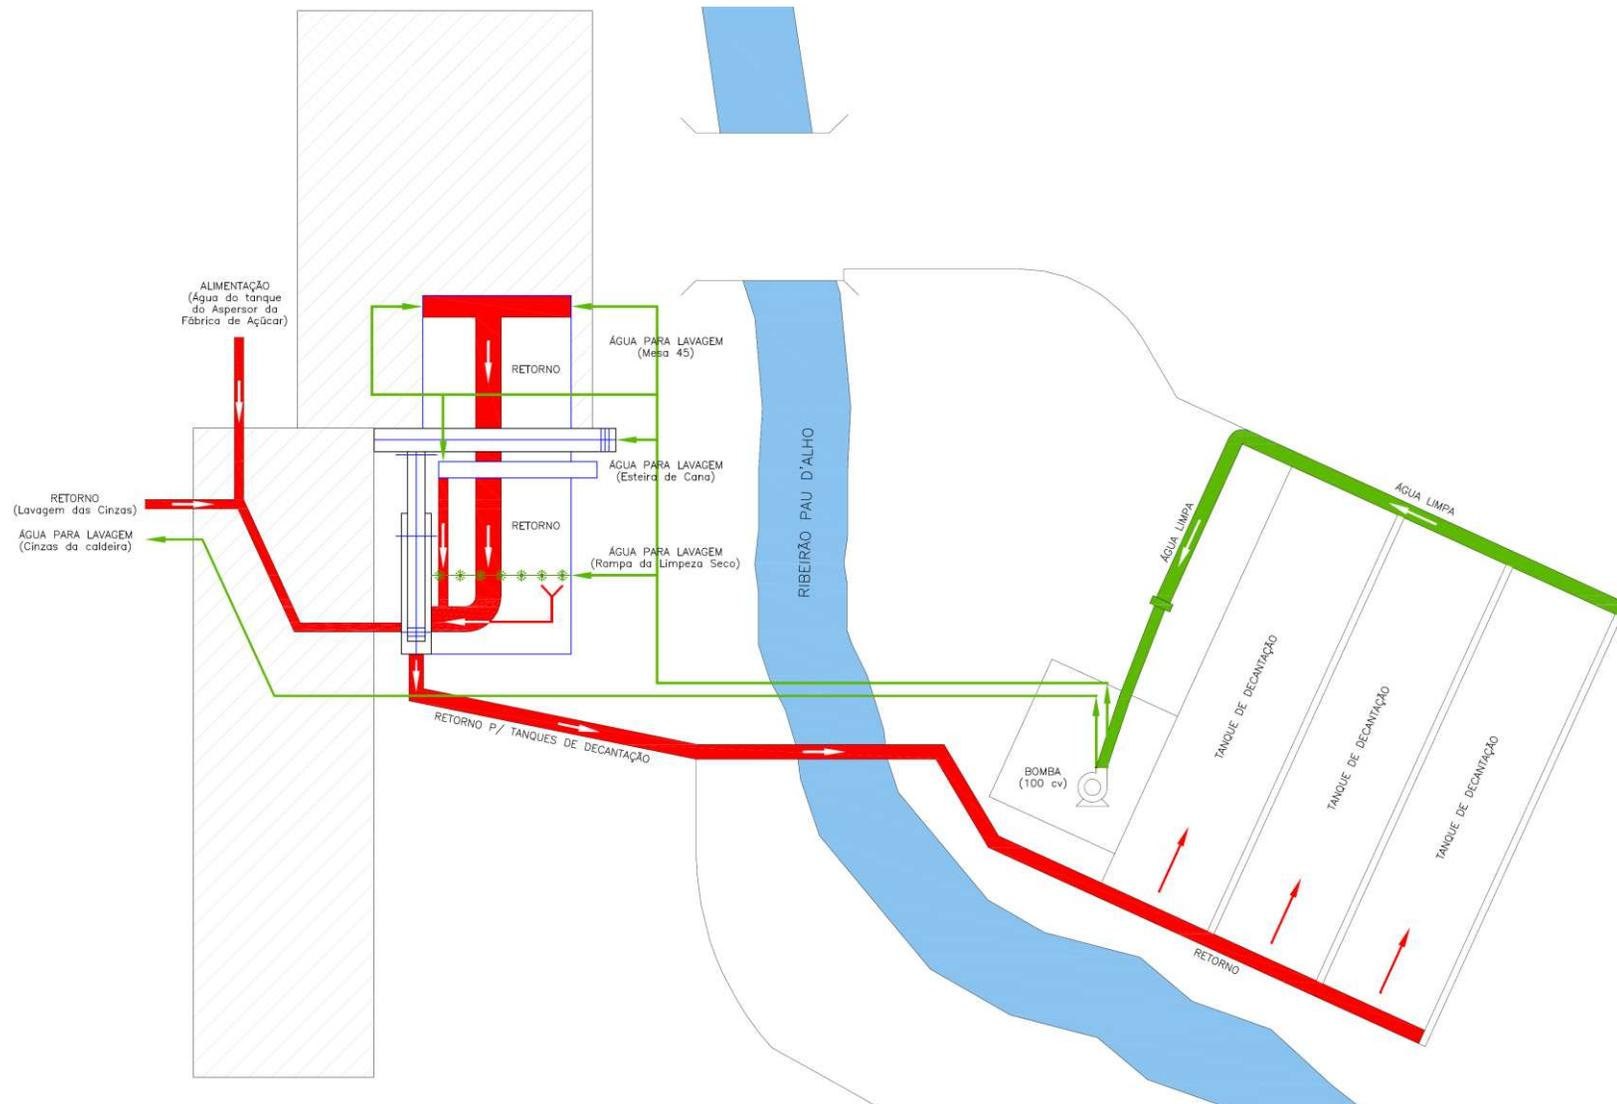 ALIMENTAÇÃO
(Água do tanque
do Aspersor da
Fábrica de Açúcar)
ÁGUA PARA LAVAGEM
(Mesa 45)
RETORNO
RETORNO
(Lavagem das Cinzas)
ÁGUA PARA LAVAGEM
(Cinzas da caldeira)
ÁGUA PARA LAVAGEM
(Esteira de Cana)
RETORNO
ÁGUA PARA LAVAGEM
(Rampa da Limpeza Seco)
RETORNO P/ TANQUES DE DECANTAÇÃO
RIBEIRÃO PAU D'ALHO
ÁGUA LIMPA
ÁGUA LIMPA
BOMBA
(100 cv)
TANQUE DE DECANTAÇÃO
TANQUE DE DECANTAÇÃO
TANQUE DE DECANTAÇÃO
RETORNO